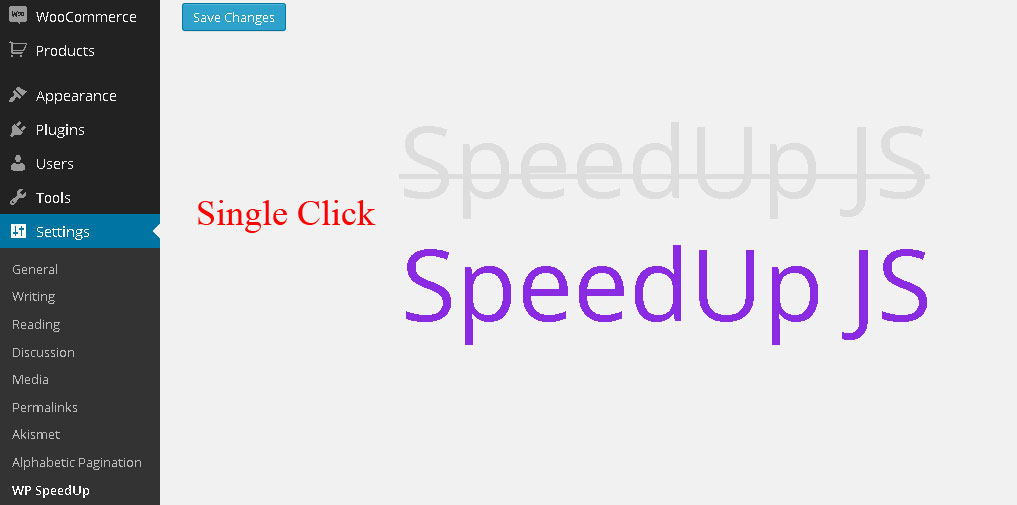 WooCommerce
Products
Appearance
Plugins
Users
Tools
Settings
General
Writing
Reading
Discussion
Media
Permalinks
Akismet
Alphabetic Pagination
WP SpeedUp
Save Changes
SpeedUp JS
Single Click
SpeedUp JS